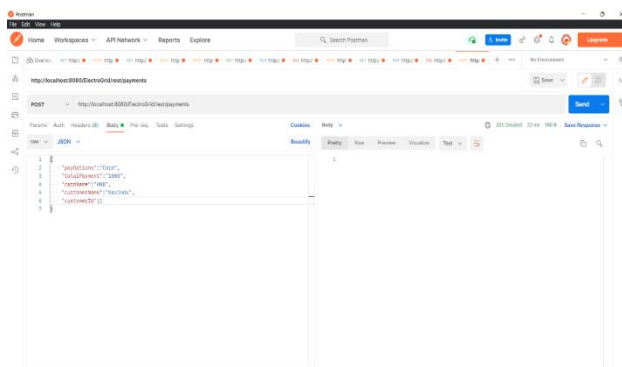 Postman
File Edit View Help
Home Workspaces API Network Reports Explore
Search Postman
Invite
Upgrade
No Environment
http://localhost:8080/ElectroGrid/rest/payments
Save
POST http://localhost:8080/ElectroGrid/rest/payments
Send
Params Auth Headers (8) Body Pre-req. Tests Settings
Cookies
raw JSON
Beautify
1 {
2 "payOptions":"Card",
3 "totalPayment":"1000",
4 "cardName":"HNB",
5 "customerName":"Kavindu",
6 "customerId":1
7 }
Body
201 Created 22 ms
Save Response
Pretty Raw Preview Visualize Text
1